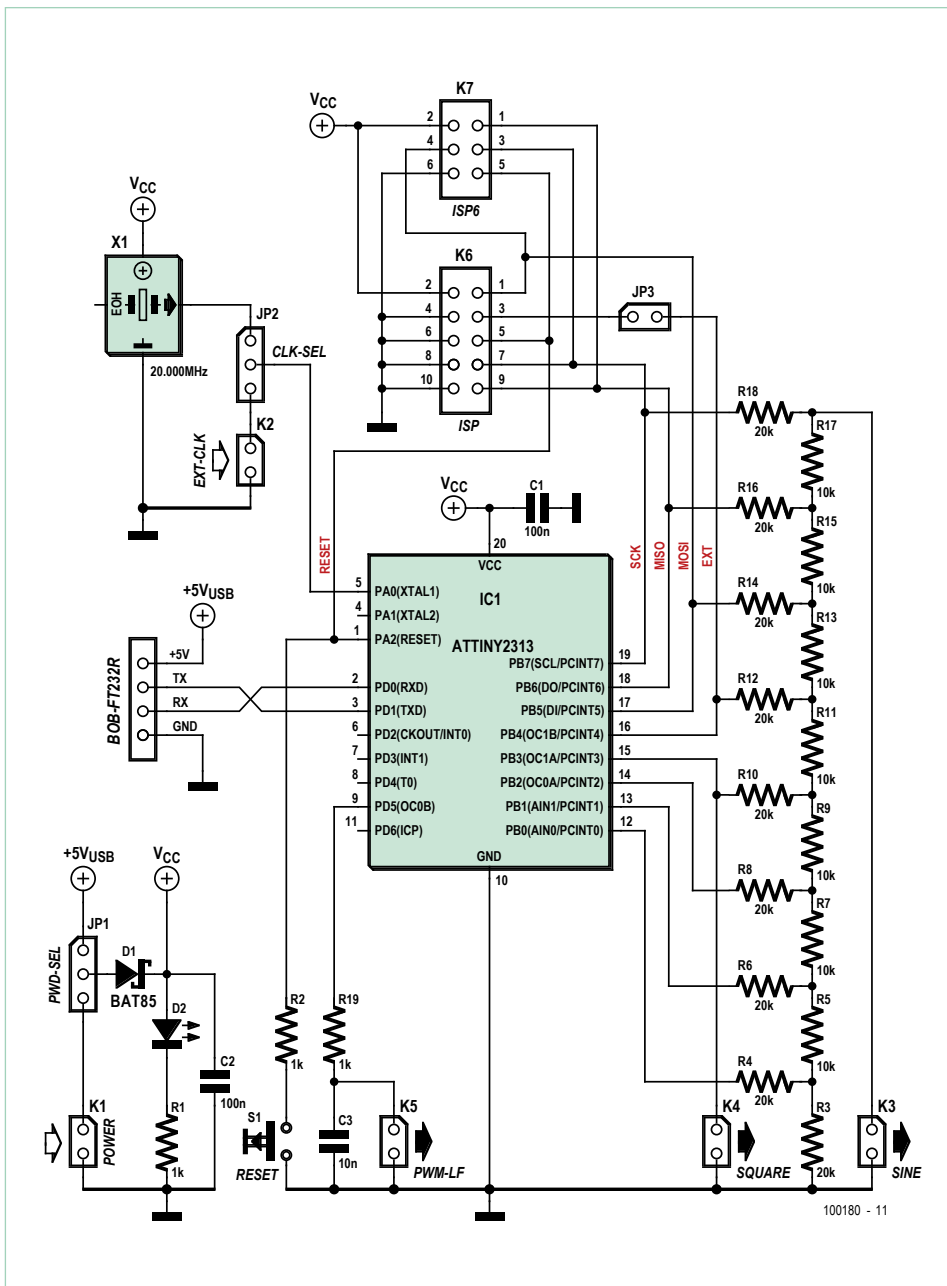 K7
VCC
2 1
4 3
6 5
ISP6
VCC
X1
EOH
20.000MHz
JP2
CLK-SEL
K2
EXT-CLK
K6
2 1
4 3
6 5
8 7
10 9
ISP
JP3
R18
20k
R17
10k
R16
20k
R15
10k
R14
20k
R13
10k
R12
20k
R11
10k
R10
20k
R9
10k
R8
20k
R7
10k
R6
20k
R5
10k
R4
20k
R3
20k
VCC
C1
100n
RESET
SCK
MISO
MOSI
EXT
20
VCC
IC1
ATTINY2313
5 PA0(XTAL1)
4 PA1(XTAL2)
1 PA2(RESET)
2 PD0(RXD)
3 PD1(TXD)
6 PD2(CKOUT/INT0)
7 PD3(INT1)
8 PD4(T0)
9 PD5(OC0B)
11 PD6(ICP)
PB7(SCL/PCINT7) 19
PB6(DO/PCINT6) 18
PB5(DI/PCINT5) 17
PB4(OC1B/PCINT4) 16
PB3(OC1A/PCINT3) 15
PB2(OC0A/PCINT2) 14
PB1(AIN1/PCINT1) 13
PB0(AIN0/PCINT0) 12
GND
10
+5VUSB
+5V
TX
RX
GND
BOB-FT232R
+5VUSB
VCC
JP1
PWD-SEL
D1
BAT85
D2
C2
100n
R1
1k
K1
POWER
R2
1k
S1
RESET
R19
1k
C3
10n
K5
PWM-LF
K4
SQUARE
K3
SINE
100180 - 11